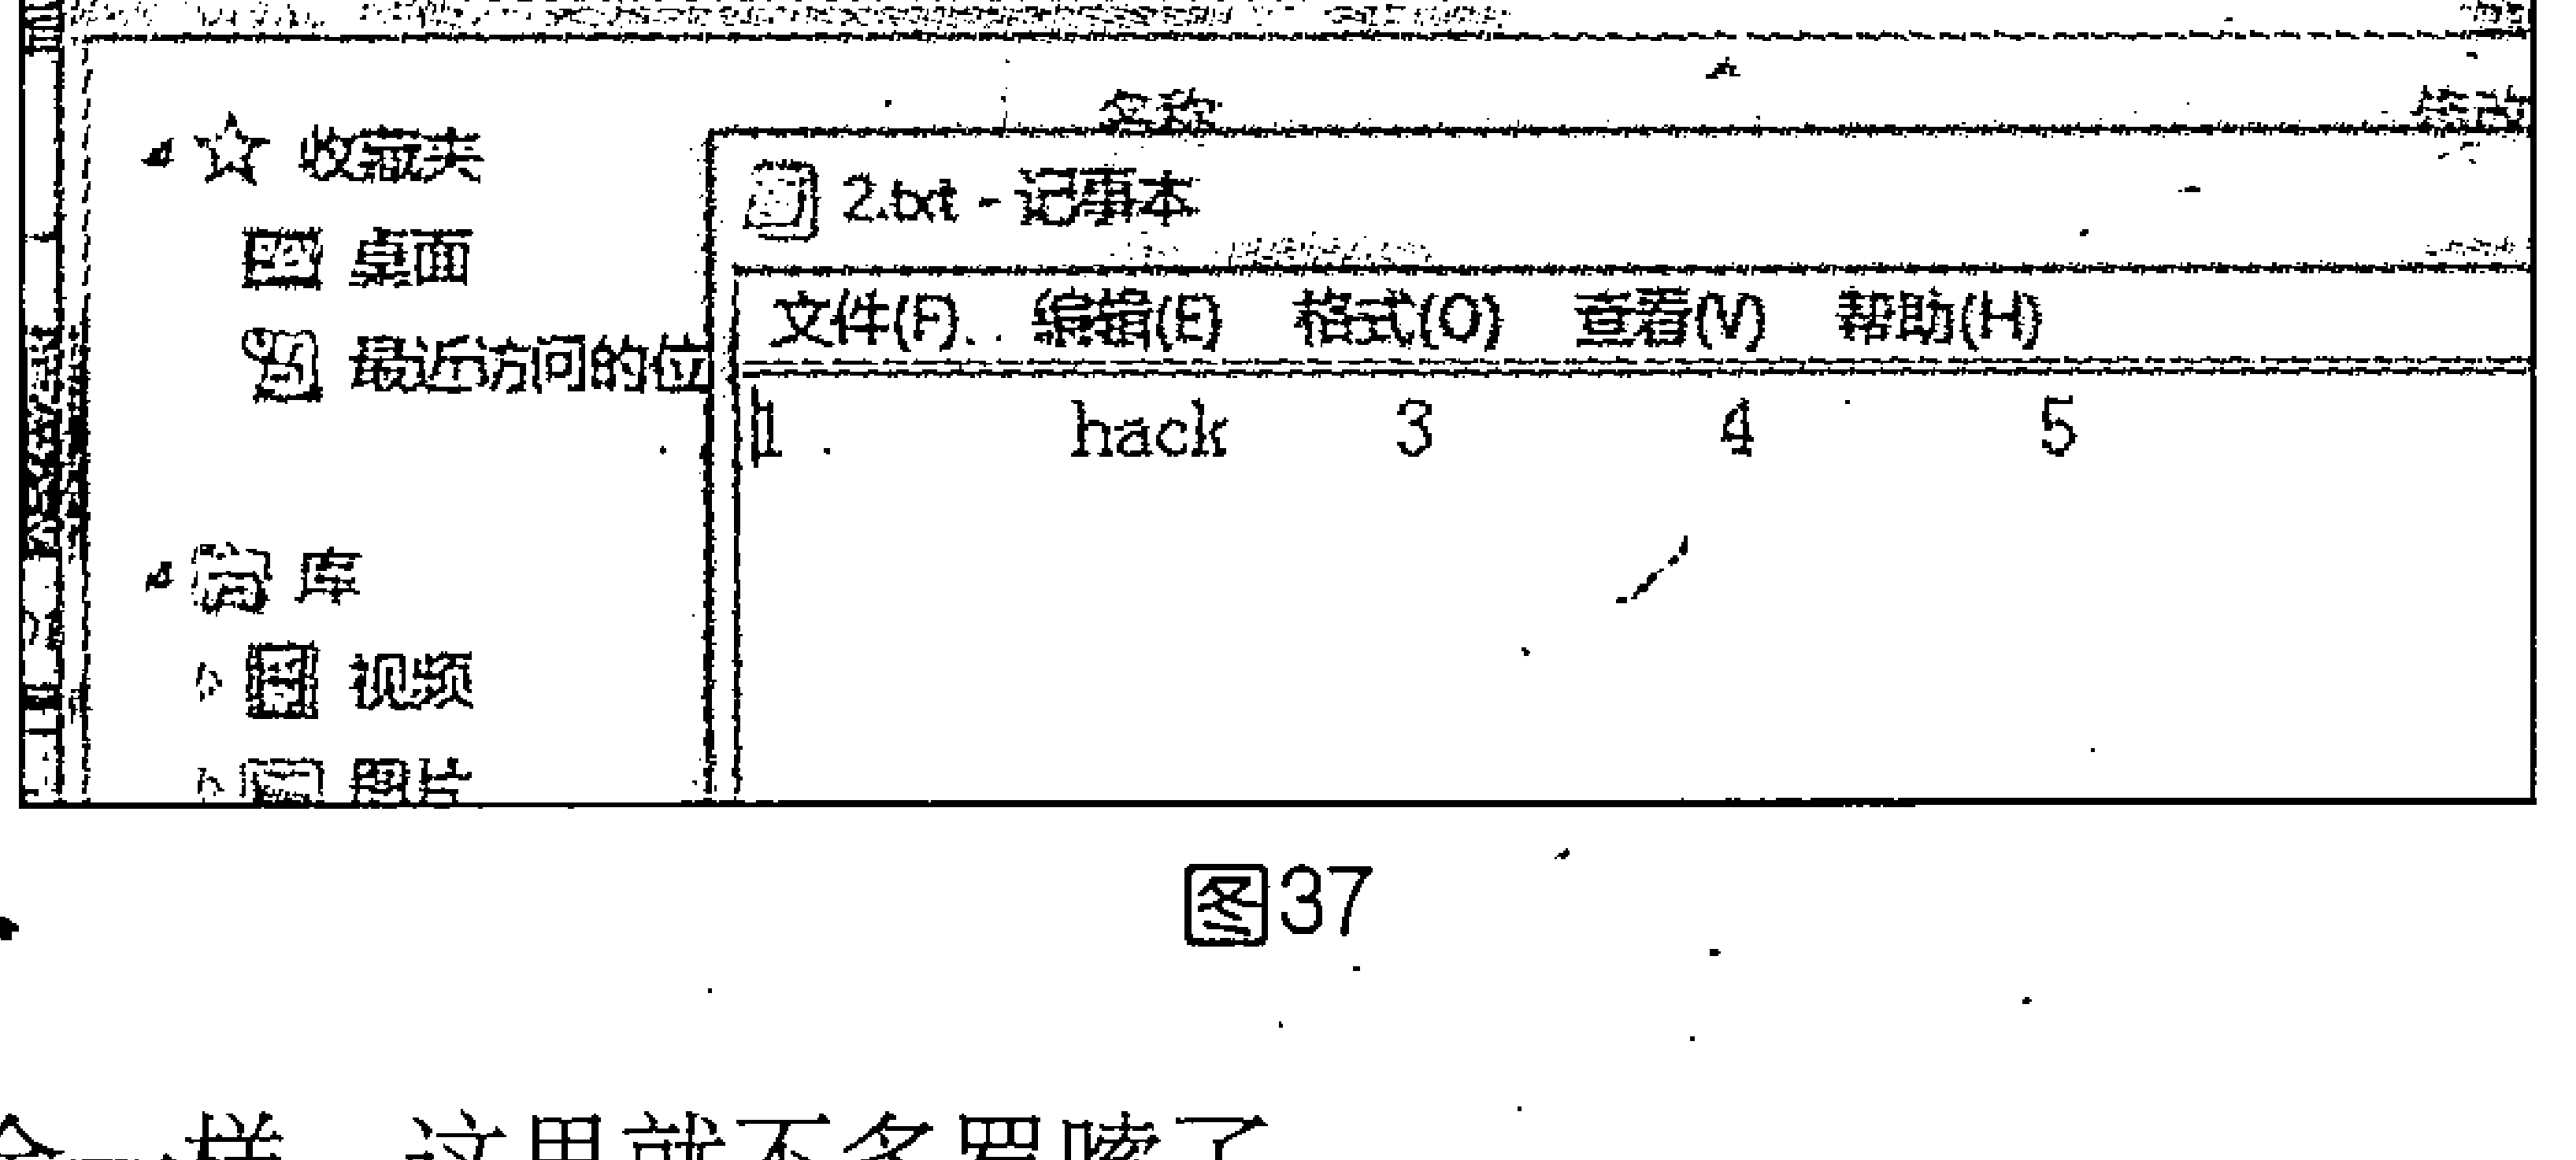 名称
收藏夹
2.txt - 记事本
桌面
文件(F) 编辑(E) 格式(O) 查看(V) 帮助(H)
最近访问的位
1 hack 3 4 5
库
视频
图片
图37
一样 这里就不多罗嗦了